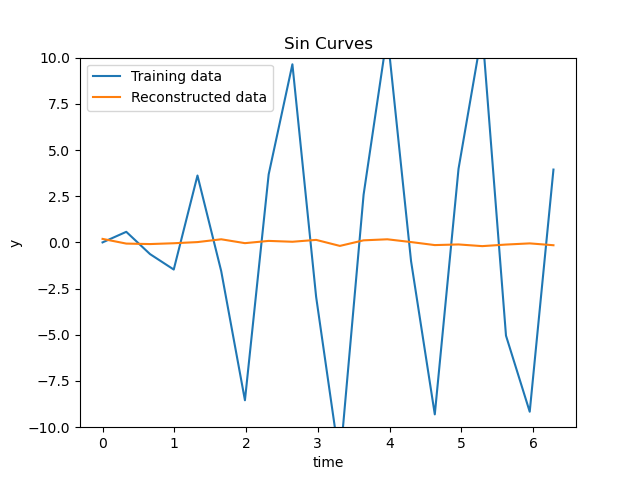 Sin Curves
Training data
Reconstructed data
10.0
7.5
5.0
2.5
0.0
−2.5
−5.0
−7.5
−10.0
y
0 1 2 3 4 5 6
time